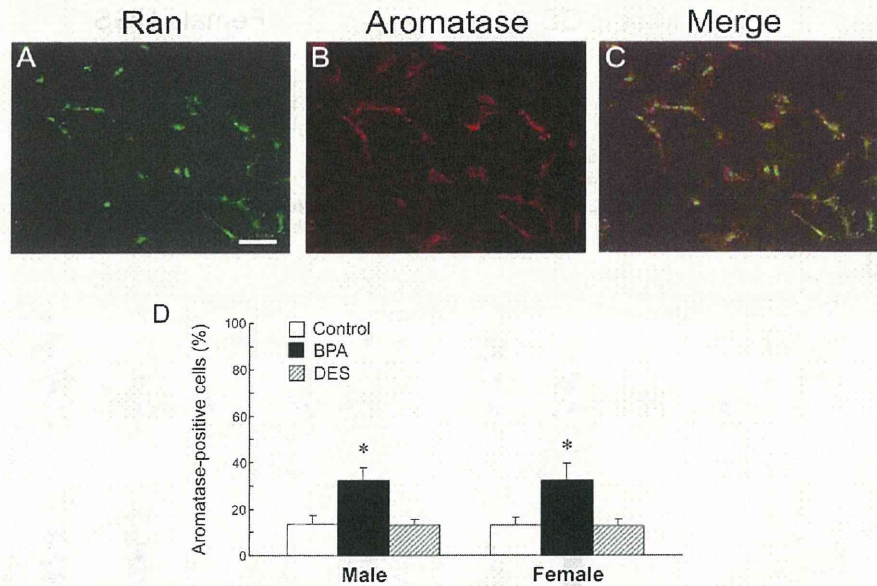 Ran Aromatase Merge
A B C
D
Aromatase-positive cells (%)
100
80
60
40
20
0
Control
BPA
DES
* *
Male Female